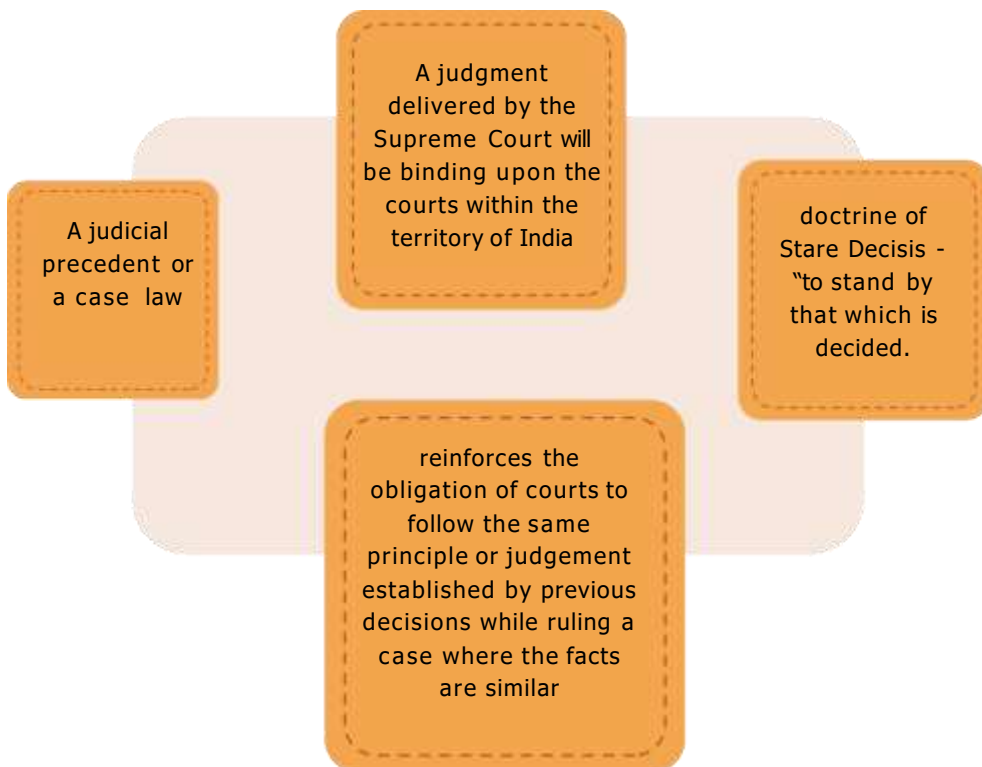 A judicial
precedent or
a case law
A judgment
delivered by the
Supreme Court will
be binding upon the
courts within the
territory of India
doctrine of
Stare Decisis -
“to stand by
that which is
decided.
reinforces the
obligation of courts to
follow the same
principle or judgement
established by previous
decisions while ruling a
case where the facts
are similar